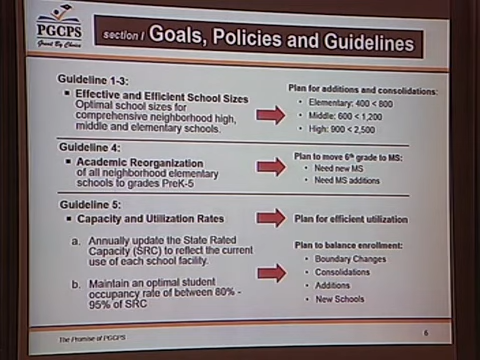 PGCPS
Great By Choice
section I Goals, Policies and Guidelines
Guideline 1-3:
▪ Effective and Efficient School Sizes
Optimal school sizes for
comprehensive neighborhood high,
middle and elementary schools.
Plan for additions and consolidations:
• Elementary: 400 < 800
• Middle: 600 < 1,200
• High: 900 < 2,500
Guideline 4:
▪ Academic Reorganization
of all neighborhood elementary
schools to grades PreK-5
Plan to move 6th grade to MS:
• Need new MS
• Need MS additions
Guideline 5:
▪ Capacity and Utilization Rates
Plan for efficient utilization
a. Annually update the State Rated
Capacity (SRC) to reflect the current
use of each school facility.
b. Maintain an optimal student
occupancy rate of between 80% -
95% of SRC
Plan to balance enrollment:
• Boundary Changes
• Consolidations
• Additions
• New Schools
The Promise of PGCPS
6